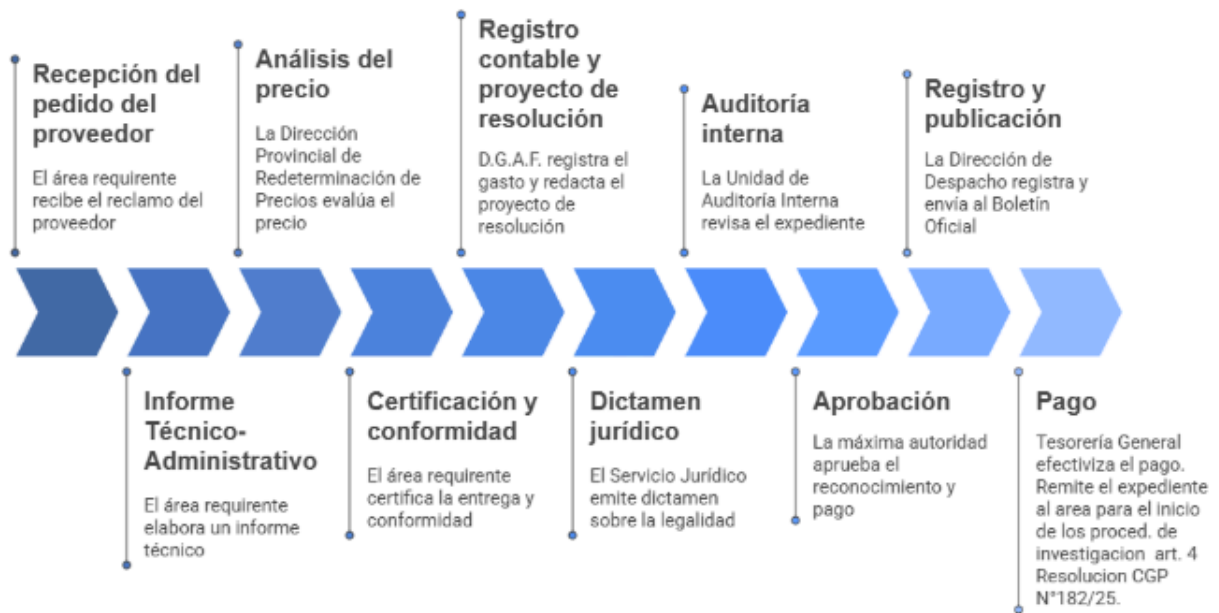 Recepción del
pedido del
proveedor
El área requirente
recibe el reclamo del
proveedor
Informe
Técnico-
Administrativo
El área requirente
elabora un informe
técnico
Análisis del
precio
La Dirección
Provincial de
Redeterminación de
Precios evalúa el
precio
Certificación y
conformidad
El área requirente
certifica la entrega y
conformidad
Registro
contable y
proyecto de
resolución
D.G.A.F. registra el
gasto y redacta el
proyecto de
resolución
Dictamen
jurídico
El Servicio Jurídico
emite dictamen
sobre la legalidad
Auditoría
interna
La Unidad de
Auditoría Interna
revisa el expediente
Aprobación
La máxima autoridad
aprueba el
reconocimiento y
pago
Registro y
publicación
La Dirección de
Despacho registra y
envía al Boletín
Oficial
Pago
Tesorería General
efectiviza el pago.
Remite el expediente
al area para el inicio
de los proced. de
investigacion art. 4
Resolucion CGP
N°182/25.